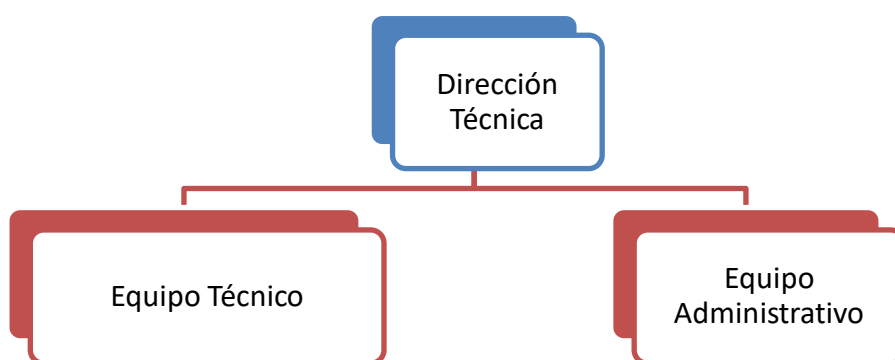 Dirección
Técnica
Equipo Técnico
Equipo
Administrativo